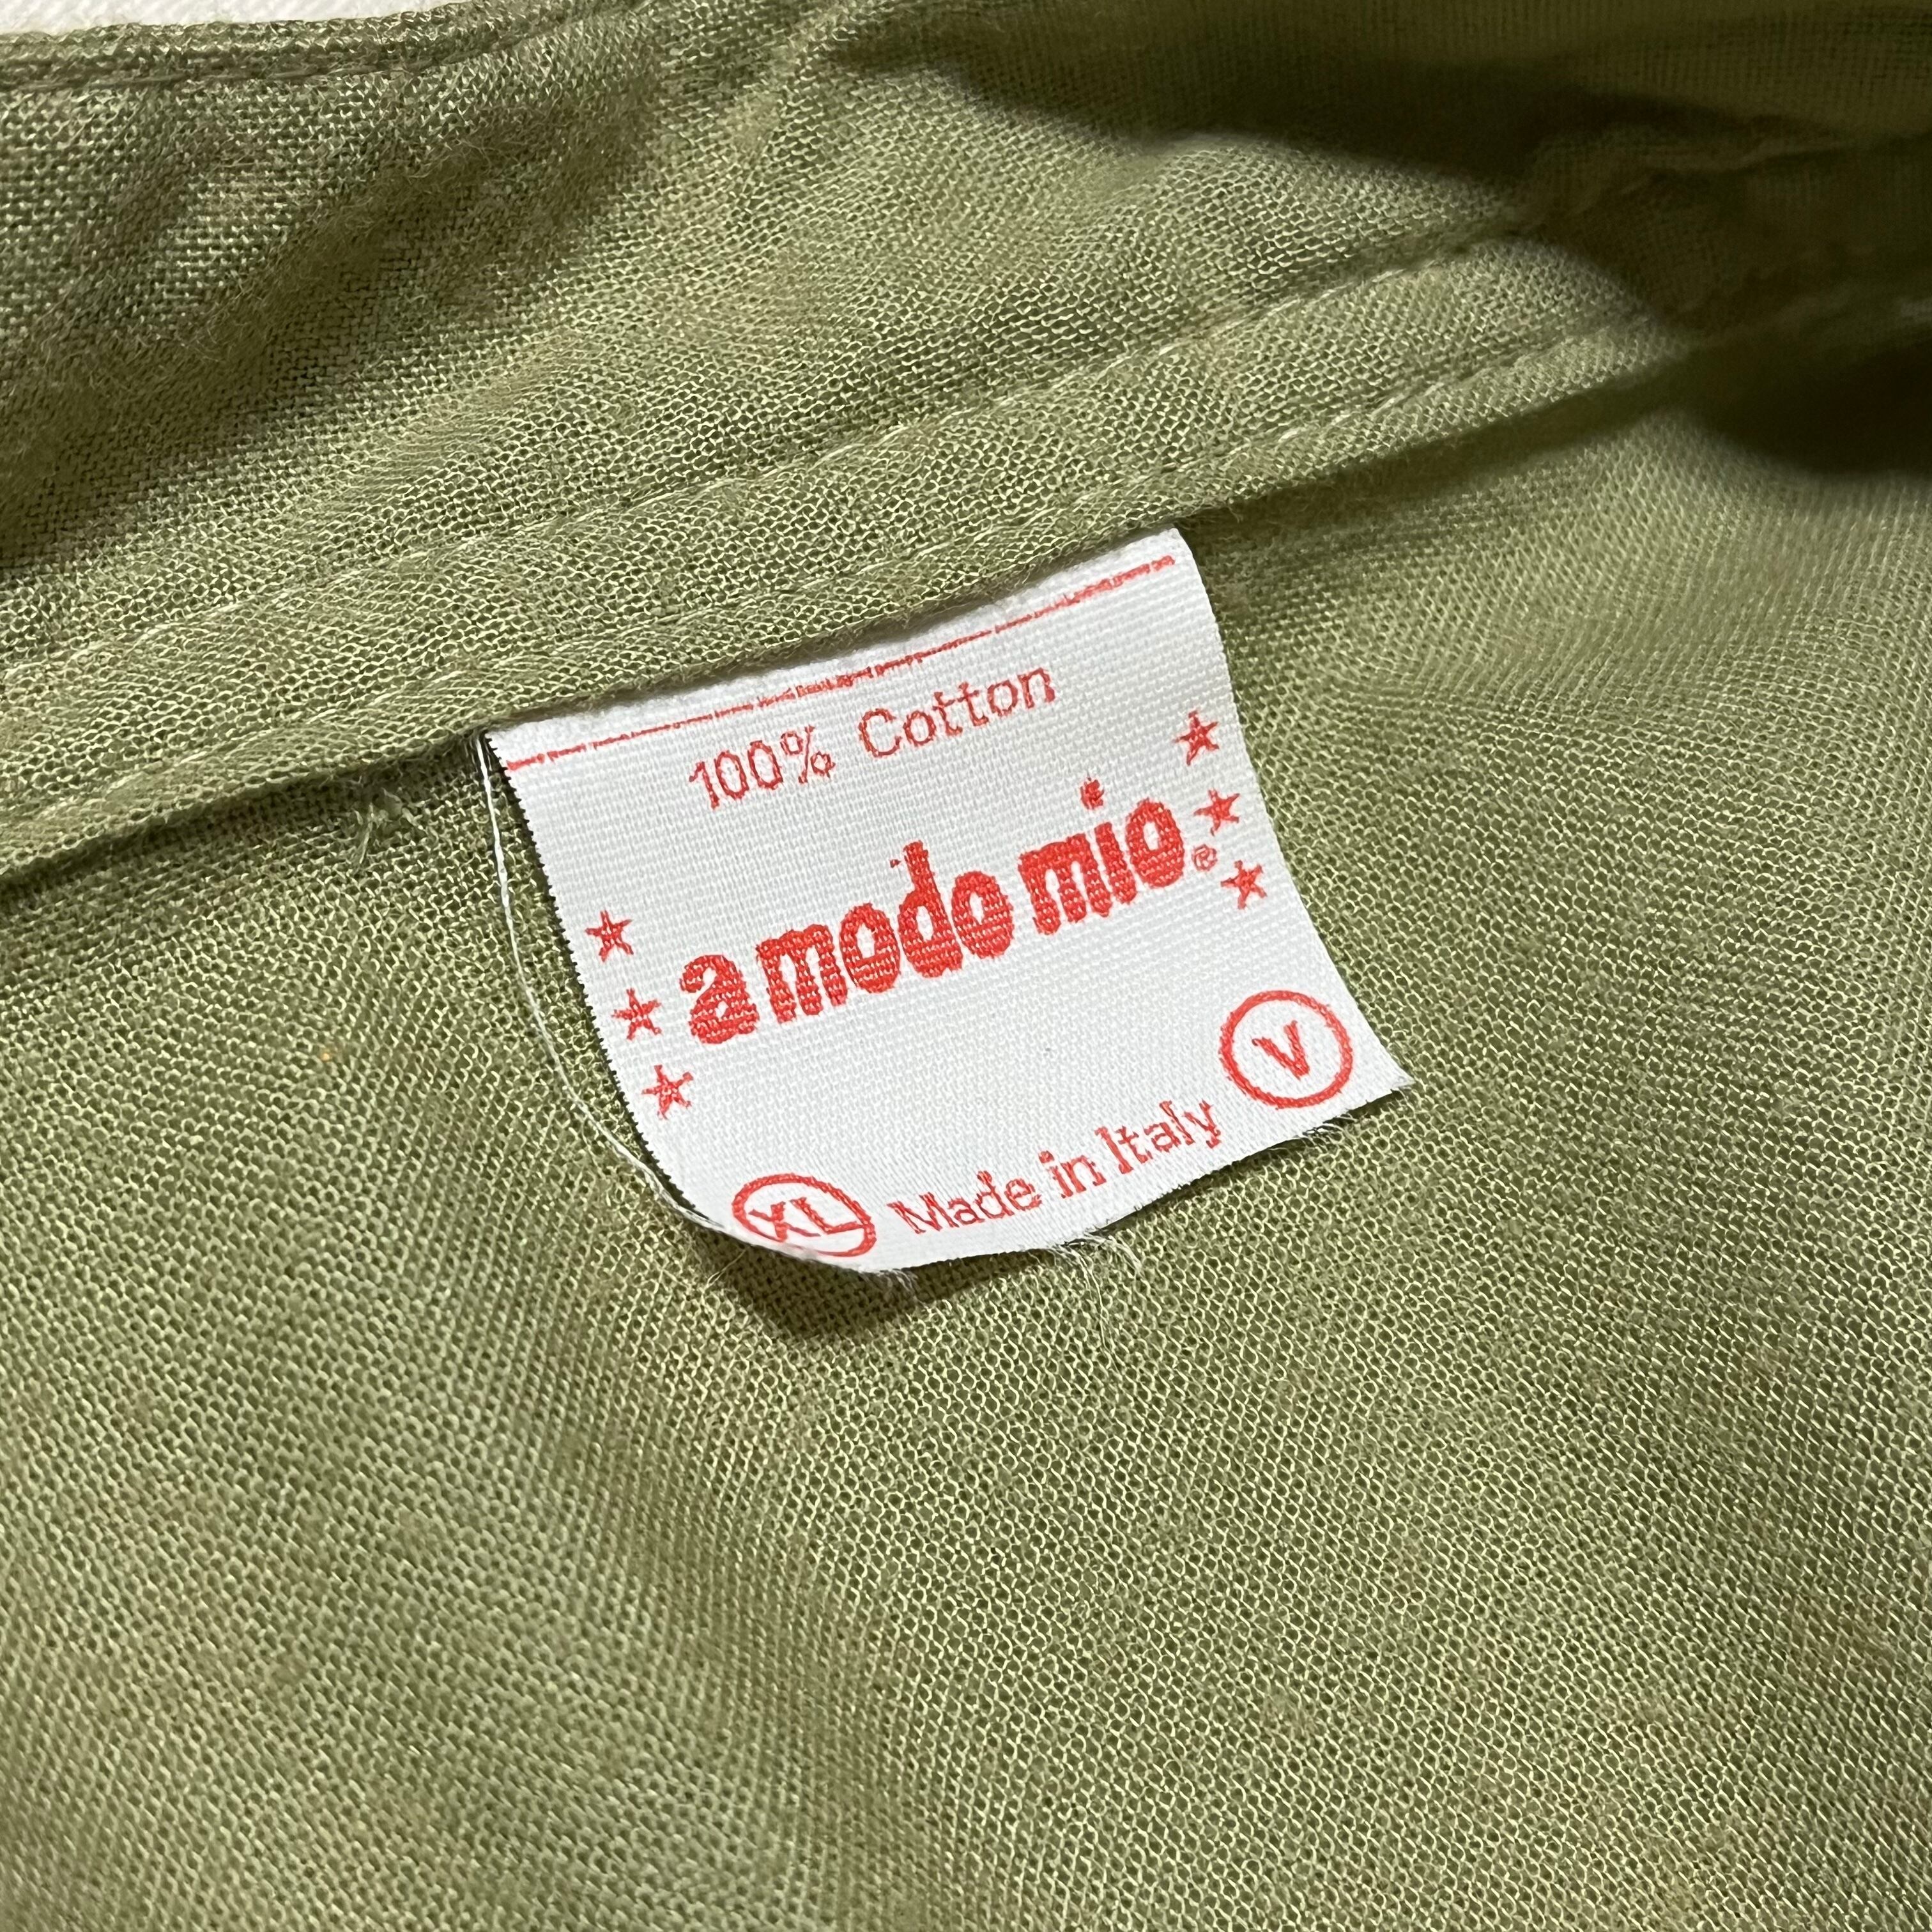 100% Cotton
a modo mio®
V
XL Made in Italy